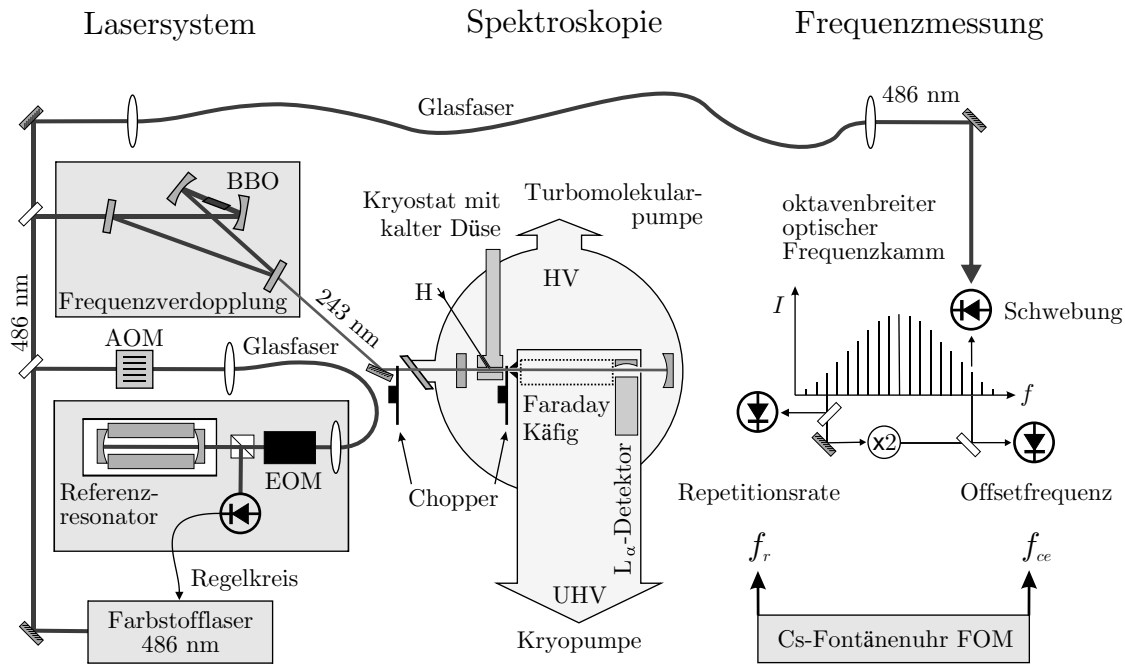 Lasersystem
Spektroskopie
Frequenzmessung
Glasfaser
486 nm
BBO
Frequenzverdopplung
486 nm
243 nm
AOM
Glasfaser
EOM
Referenz-
resonator
Regelkreis
Farbstofflaser
486 nm
Kryostat mit
kalter Düse
Turbomolekular-
pumpe
HV
H
Faraday
Käfig
Chopper
Lα-Detektor
UHV
Kryopumpe
oktavenbreiter
optischer
Frequenzkamm
I
Schwebung
f
x2
Repetitionsrate
Offsetfrequenz
fr
fce
Cs-Fontänenuhr FOM